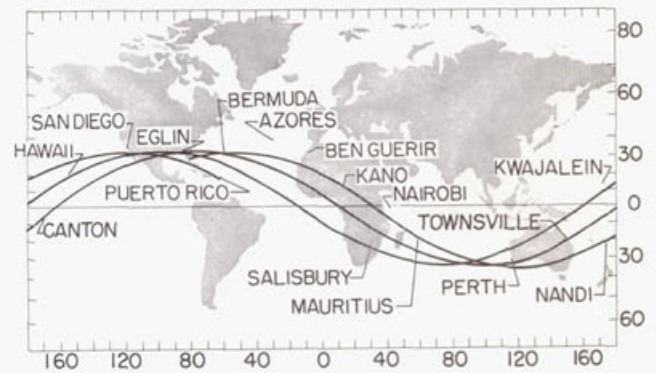 80
BERMUDA
60
SAN DIEGO
AZORES
EGLIN
BEN GUERIR
HAWAII
30
KANO
KWAJALEIN
PUERTO RICO
NAIROBI
0
CANTON
TOWNSVILLE
SALISBURY
30
MAURITIUS
PERTH
NANDI
60
160 120 80 40 0 40 80 120 160